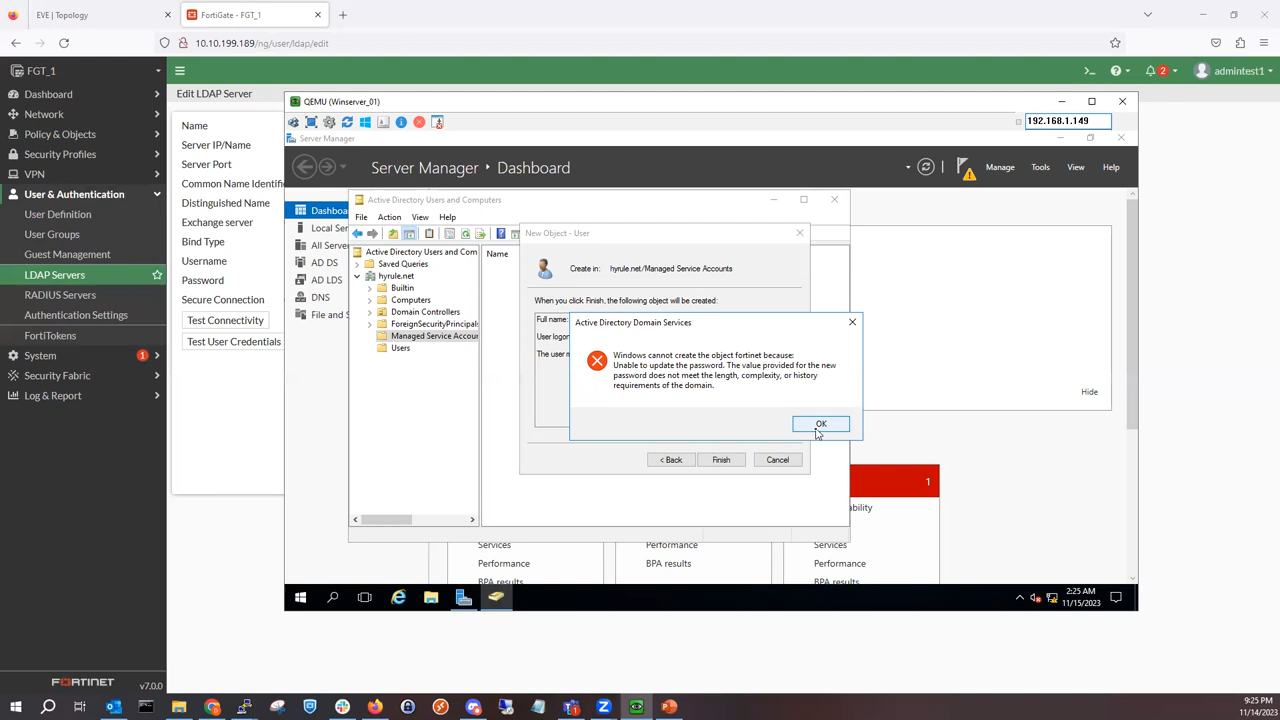 EVE | Topology
FortiGate - FGT_1
10.10.199.189/ng/user/ldap/edit
FGT_1
2
admintest1
Dashboard
Network
Policy & Objects
Security Profiles
VPN
User & Authentication
User Definition
User Groups
Guest Management
LDAP Servers
RADIUS Servers
Authentication Settings
FortiTokens
System
1
Security Fabric
Log & Report
FORTINET
v7.0.0
Edit LDAP Server
Name
Server IP/Name
Server Port
Common Name Identifi
Distinguished Name
Exchange server
Bind Type
Username
Password
Secure Connection
Test Connectivity
Test User Credentials
QEMU (Winserver_01)
192.168.1.149
Server Manager
Server Manager • Dashboard
Manage
Tools
View
Help
Dashboa
Local Ser
All Server
AD DS
AD LDS
DNS
File and S
Active Directory Users and Computers
File
Action
View
Help
Active Directory Users and Com
Saved Queries
hyrule.net
Builtin
Computers
Domain Controllers
ForeignSecurityPrincipals
Managed Service Accour
Users
Name
New Object - User
Create in: hyrule.net/Managed Service Accounts
When you click Finish, the following object will be created:
Full name:
User logon
The user m
< Back
Finish
Cancel
Active Directory Domain Services
Windows cannot create the object fortinet because:
Unable to update the password. The value provided for the new
password does not meet the length, complexity, or history
requirements of the domain.
OK
Hide
1
ability
Services
Performance
Services
Performance
BPA results
Performance
BPA results
BPA results
2:25 AM
11/15/2023
9:25 PM
11/14/2023